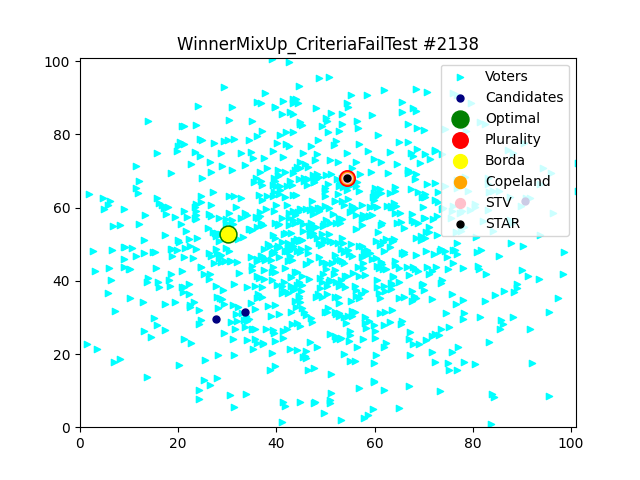 WinnerMixUp_CriteriaFailTest #2138
100
80
60
40
20
0
0 20 40 60 80 100
Voters
Candidates
Optimal
Plurality
Borda
Copeland
STV
STAR